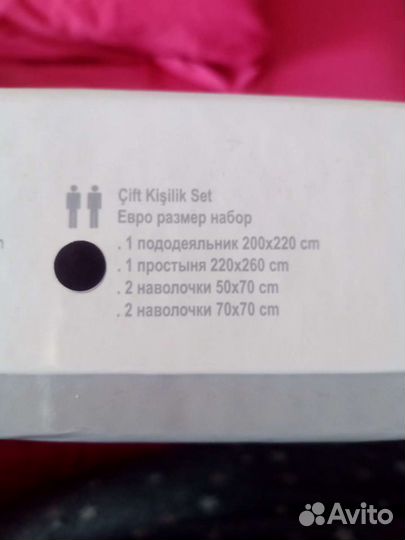 Çift Kişilik Set
Евро размер набор
. 1 пододеяльник 200x220 cm
. 1 простыня 220x260 cm
. 2 наволочки 50x70 cm
. 2 наволочки 70x70 cm
Avito